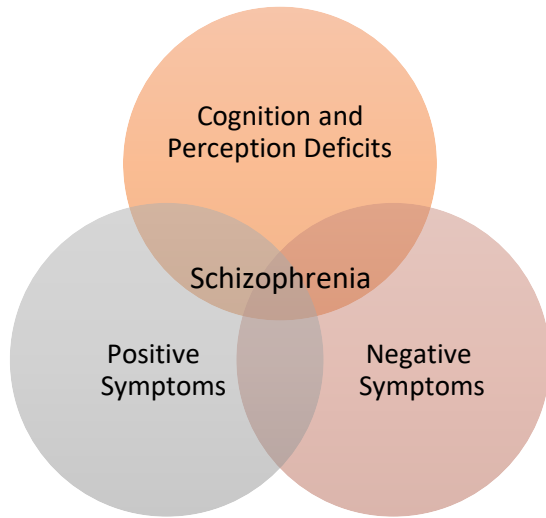 Cognition and
Perception Deficits
Schizophrenia
Positive
Symptoms
Negative
Symptoms